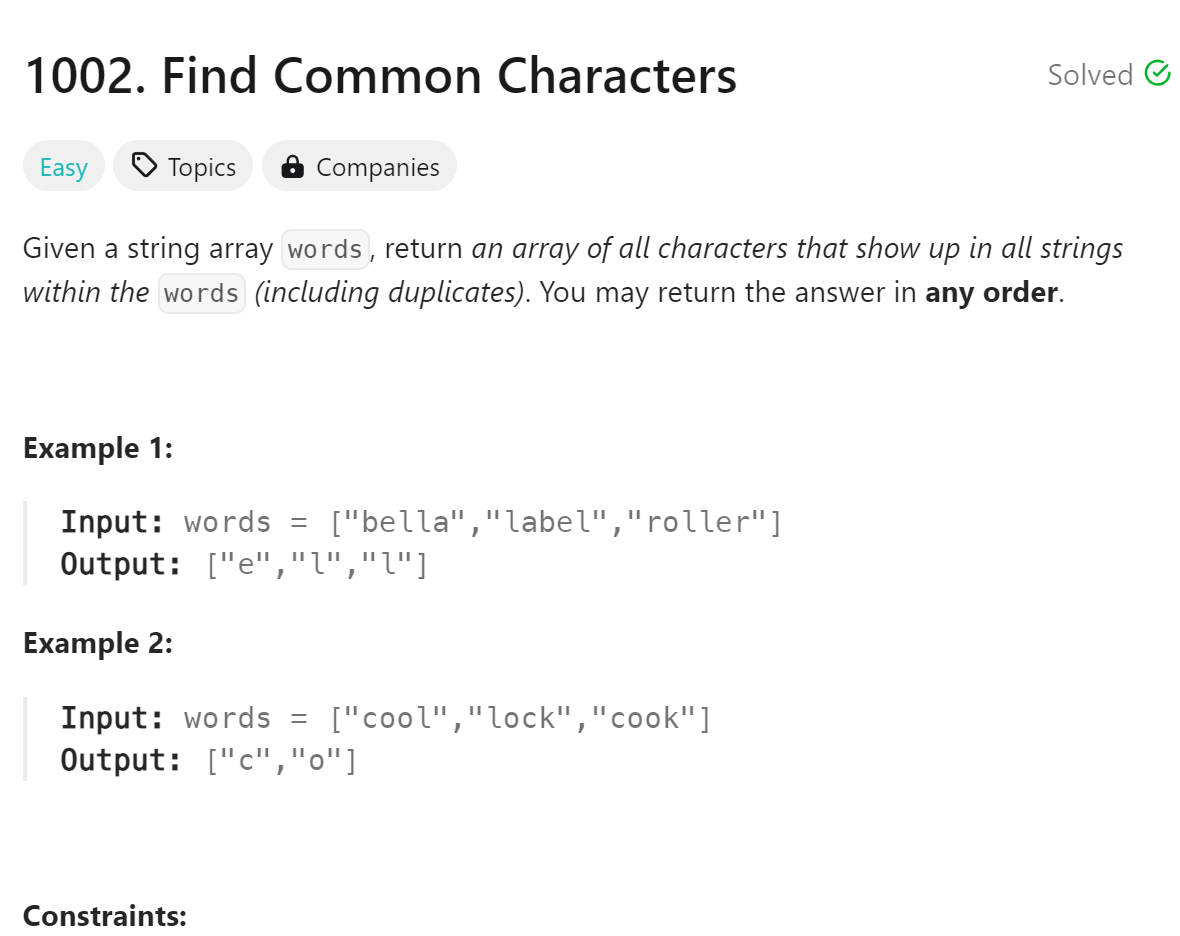 1002. Find Common Characters
Solved
Easy
Topics
Companies
Given a string array words, return an array of all characters that show up in all strings
within the words (including duplicates). You may return the answer in any order.
Example 1:
Input: words = ["bella","label","roller"]
Output: ["e","l","l"]
Example 2:
Input: words = ["cool","lock","cook"]
Output: ["c","o"]
Constraints: